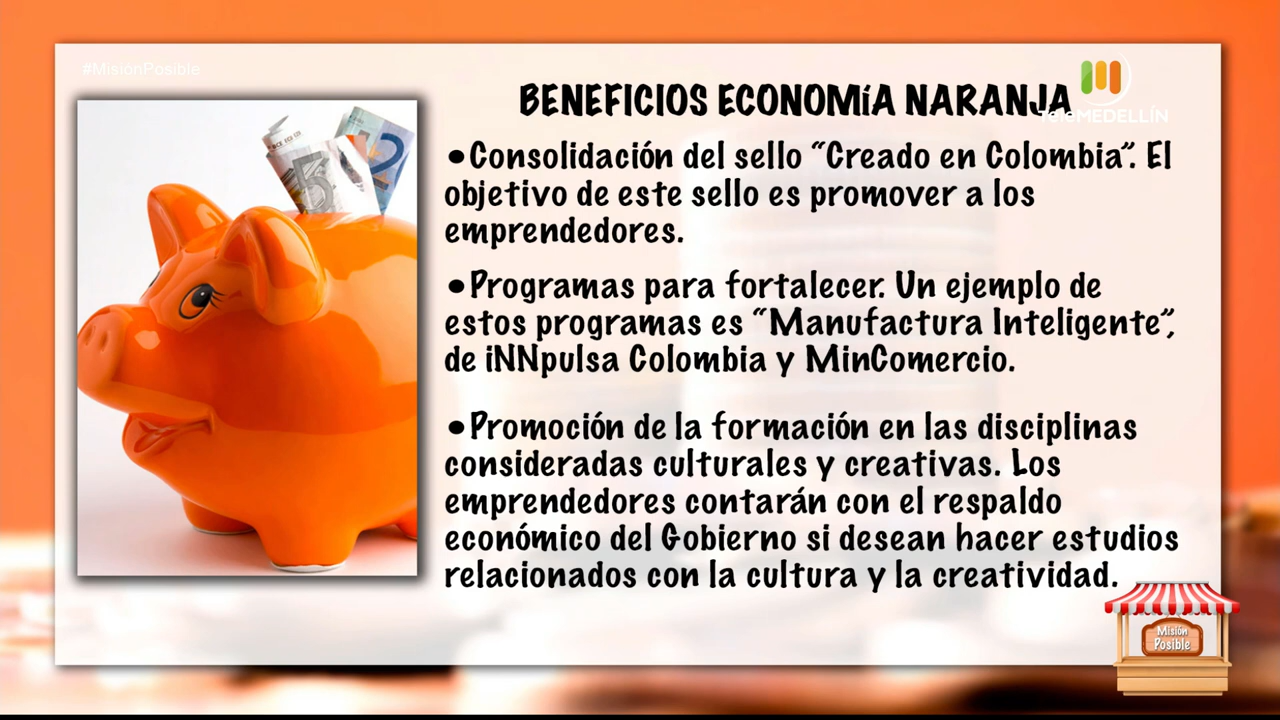 #MisiónPosible
BENEFICIOS ECONOMíA NARANJA
TeleMEDELLÍN
•Consolidación del sello “Creado en Colombia”. El
objetivo de este sello es promover a los
emprendedores.
•Programas para fortalecer. Un ejemplo de
estos programas es “Manufactura Inteligente”,
de iNNpulsa Colombia y MinComercio.
•Promoción de la formación en las disciplinas
consideradas culturales y creativas. Los
emprendedores contarán con el respaldo
económico del Gobierno si desean hacer estudios
relacionados con la cultura y la creatividad.
Misión
Posible